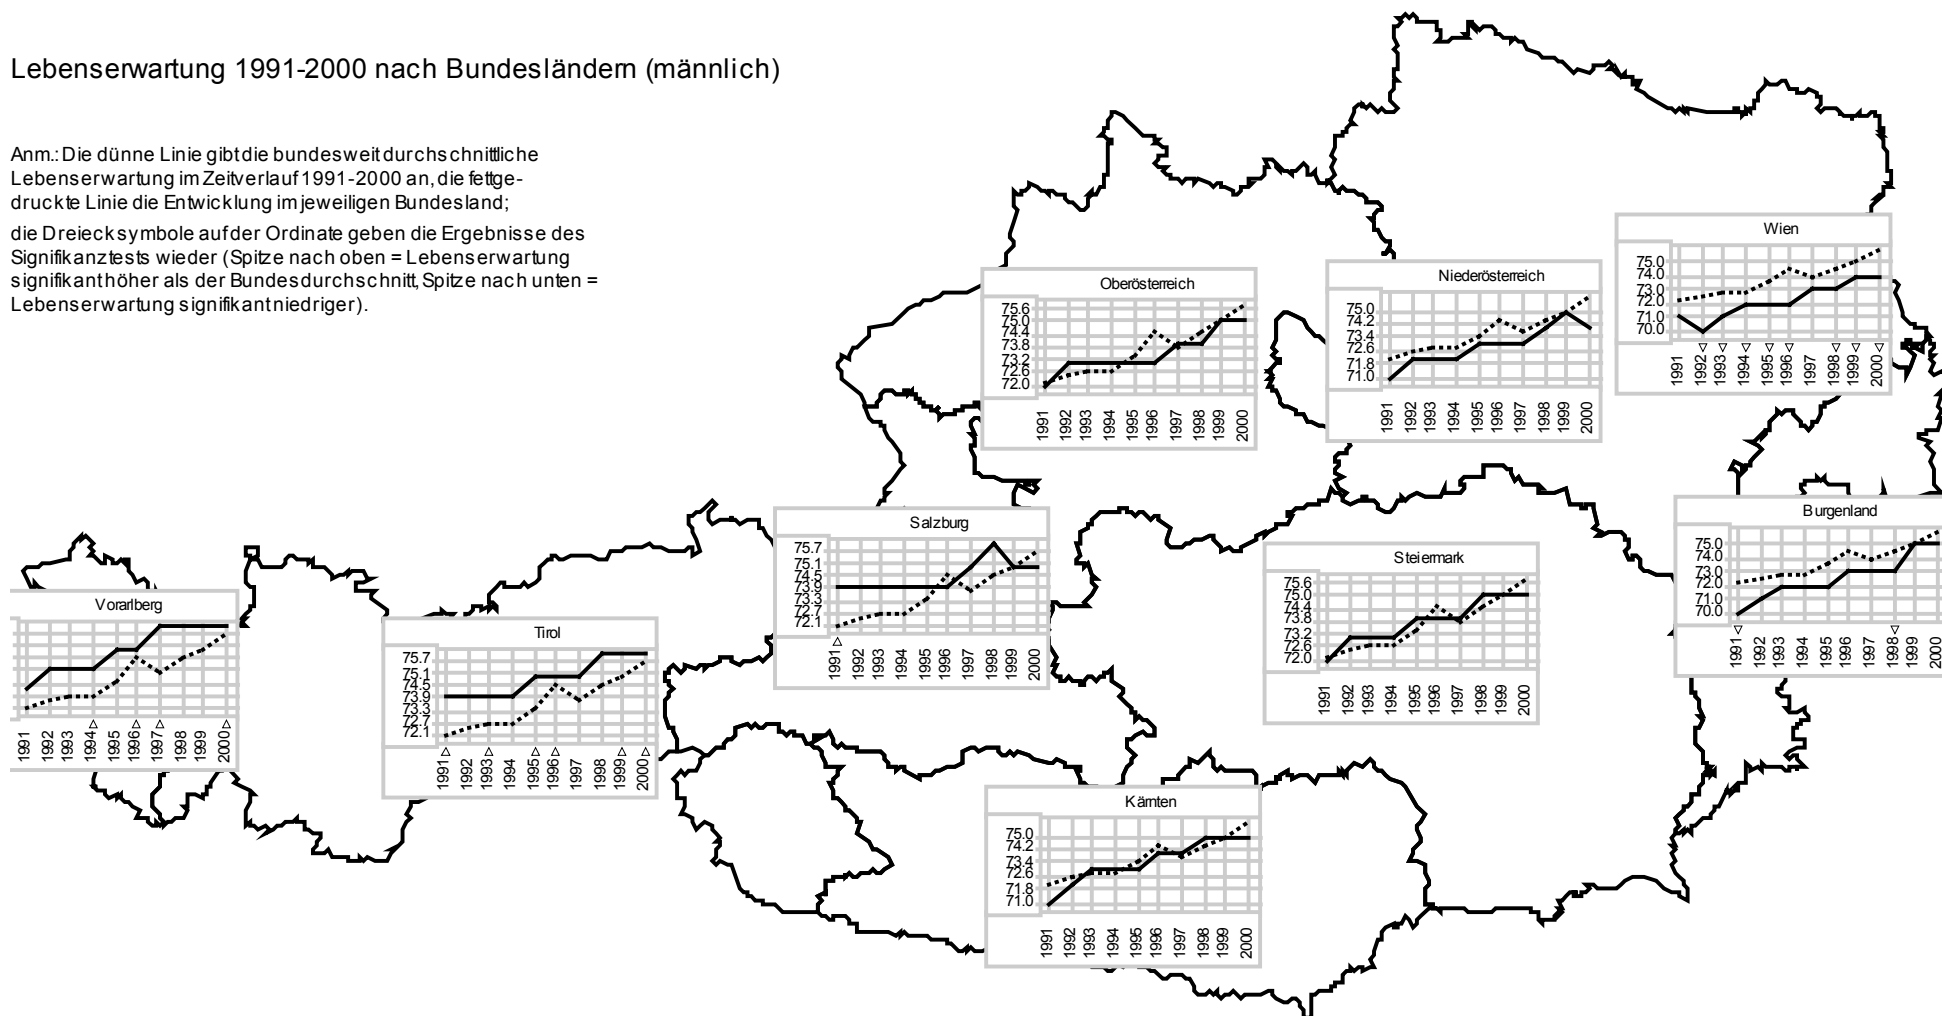 Lebenserwartung 1991-2000 nach Bundesländern (männlich)
Anm.: Die dünne Linie gibt die bundesweit durchschnittliche
Lebenserwartung im Zeitverlauf 1991-2000 an, die fettge-
druckte Linie die Entwicklung im jeweiligen Bundesland;
die Dreiecksymbole auf der Ordinate geben die Ergebnisse des
Signifikanztests wieder (Spitze nach oben = Lebenserwartung
signifikant höher als der Bundesdurchschnitt, Spitze nach unten =
Lebenserwartung signifikant niedriger).
Wien
75.0
74.0
73.0
72.0
71.0
70.0
1991 1992 1993 1994 1995 1996 1997 1998 1999 2000
Niederösterreich
75.0
74.2
73.4
72.6
71.8
71.0
1991 1992 1993 1994 1995 1996 1997 1998 1999 2000
Oberösterreich
75.6
75.0
74.4
73.8
73.2
72.6
72.0
1991 1992 1993 1994 1995 1996 1997 1998 1999 2000
Burgenland
75.0
74.0
73.0
72.0
71.0
70.0
1991 1992 1993 1994 1995 1996 1997 1998 1999 2000
Salzburg
75.7
75.1
74.5
73.9
73.3
72.7
72.1
1991 1992 1993 1994 1995 1996 1997 1998 1999 2000
Steiermark
75.6
75.0
74.4
73.8
73.2
72.6
72.0
1991 1992 1993 1994 1995 1996 1997 1998 1999 2000
Vorarlberg
1991 1992 1993 1994 1995 1996 1997 1998 1999 2000
Tirol
75.7
75.1
74.5
73.9
73.3
72.7
72.1
1991 1992 1993 1994 1995 1996 1997 1998 1999 2000
Kärnten
75.0
74.2
73.4
72.6
71.8
71.0
1991 1992 1993 1994 1995 1996 1997 1998 1999 2000